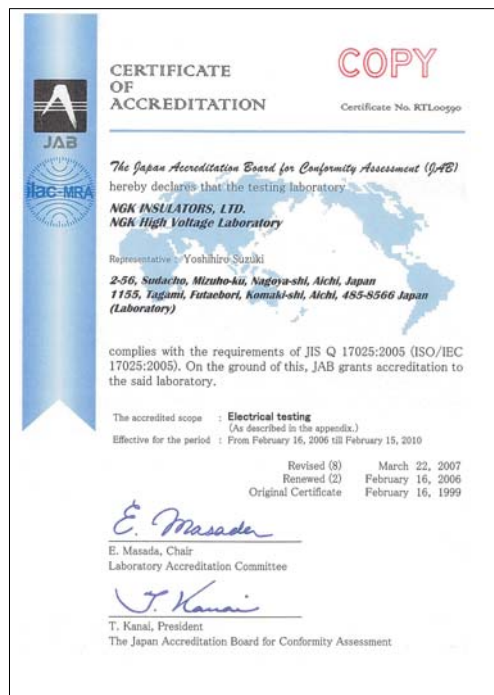 COPY
CERTIFICATE
OF
ACCREDITATION
Certificate No. RTL00590
JAB
ilac-MRA
The Japan Accreditation Board for Conformity Assessment (JAB)
hereby declares that the testing laboratory
NGK INSULATORS, LTD.
NGK High Voltage Laboratory
Representative : Yoshihiro Suzuki
2-56, Sudacho, Mizuho-ku, Nagoya-shi, Aichi, Japan
1155, Tagami, Futaebori, Komaki-shi, Aichi, 485-8566 Japan
(Laboratory)
complies with the requirements of JIS Q 17025:2005 (ISO/IEC
17025:2005). On the ground of this, JAB grants accreditation to
the said laboratory.
The accredited scope : Electrical testing
(As described in the appendix.)
Effective for the period : From February 16, 2006 till February 15, 2010
Revised (8) March 22, 2007
Renewed (2) February 16, 2006
Original Certificate February 16, 1999
E. Masada
E. Masada, Chair
Laboratory Accreditation Committee
T. Kanai
T. Kanai, President
The Japan Accreditation Board for Conformity Assessment